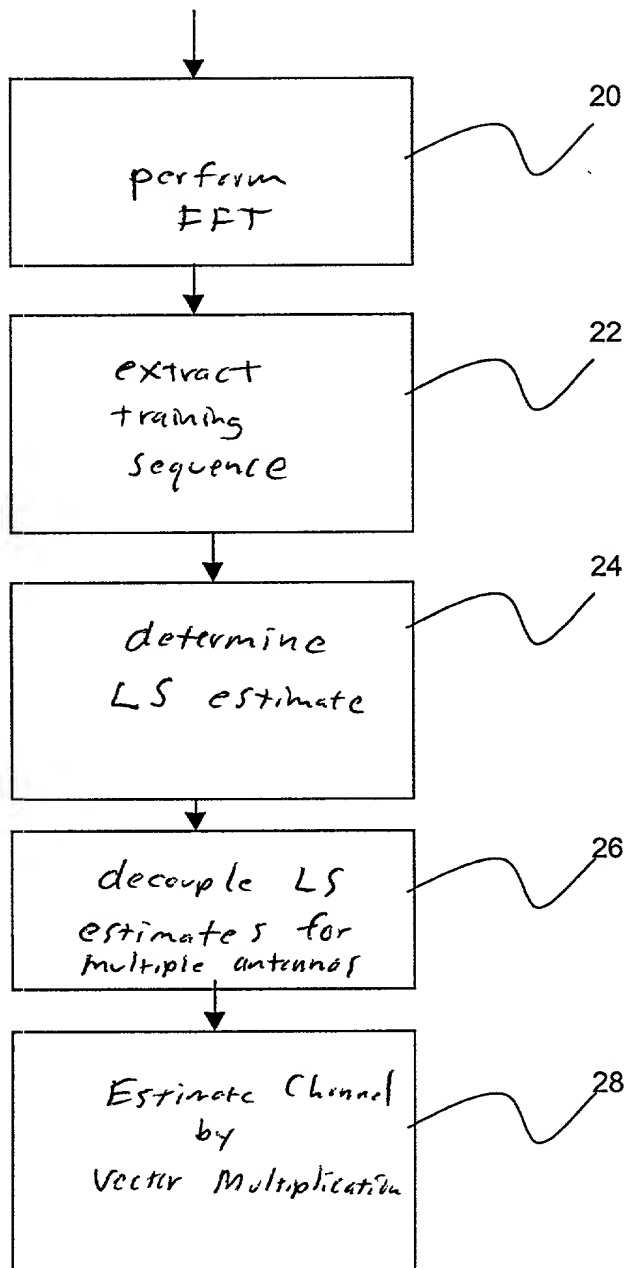 20
perform
FFT
22
extract
training
sequence
24
determine
LS estimate
26
decouple LS
estimates for
multiple antennas
28
Estimate Channel
by
Vector Multiplication